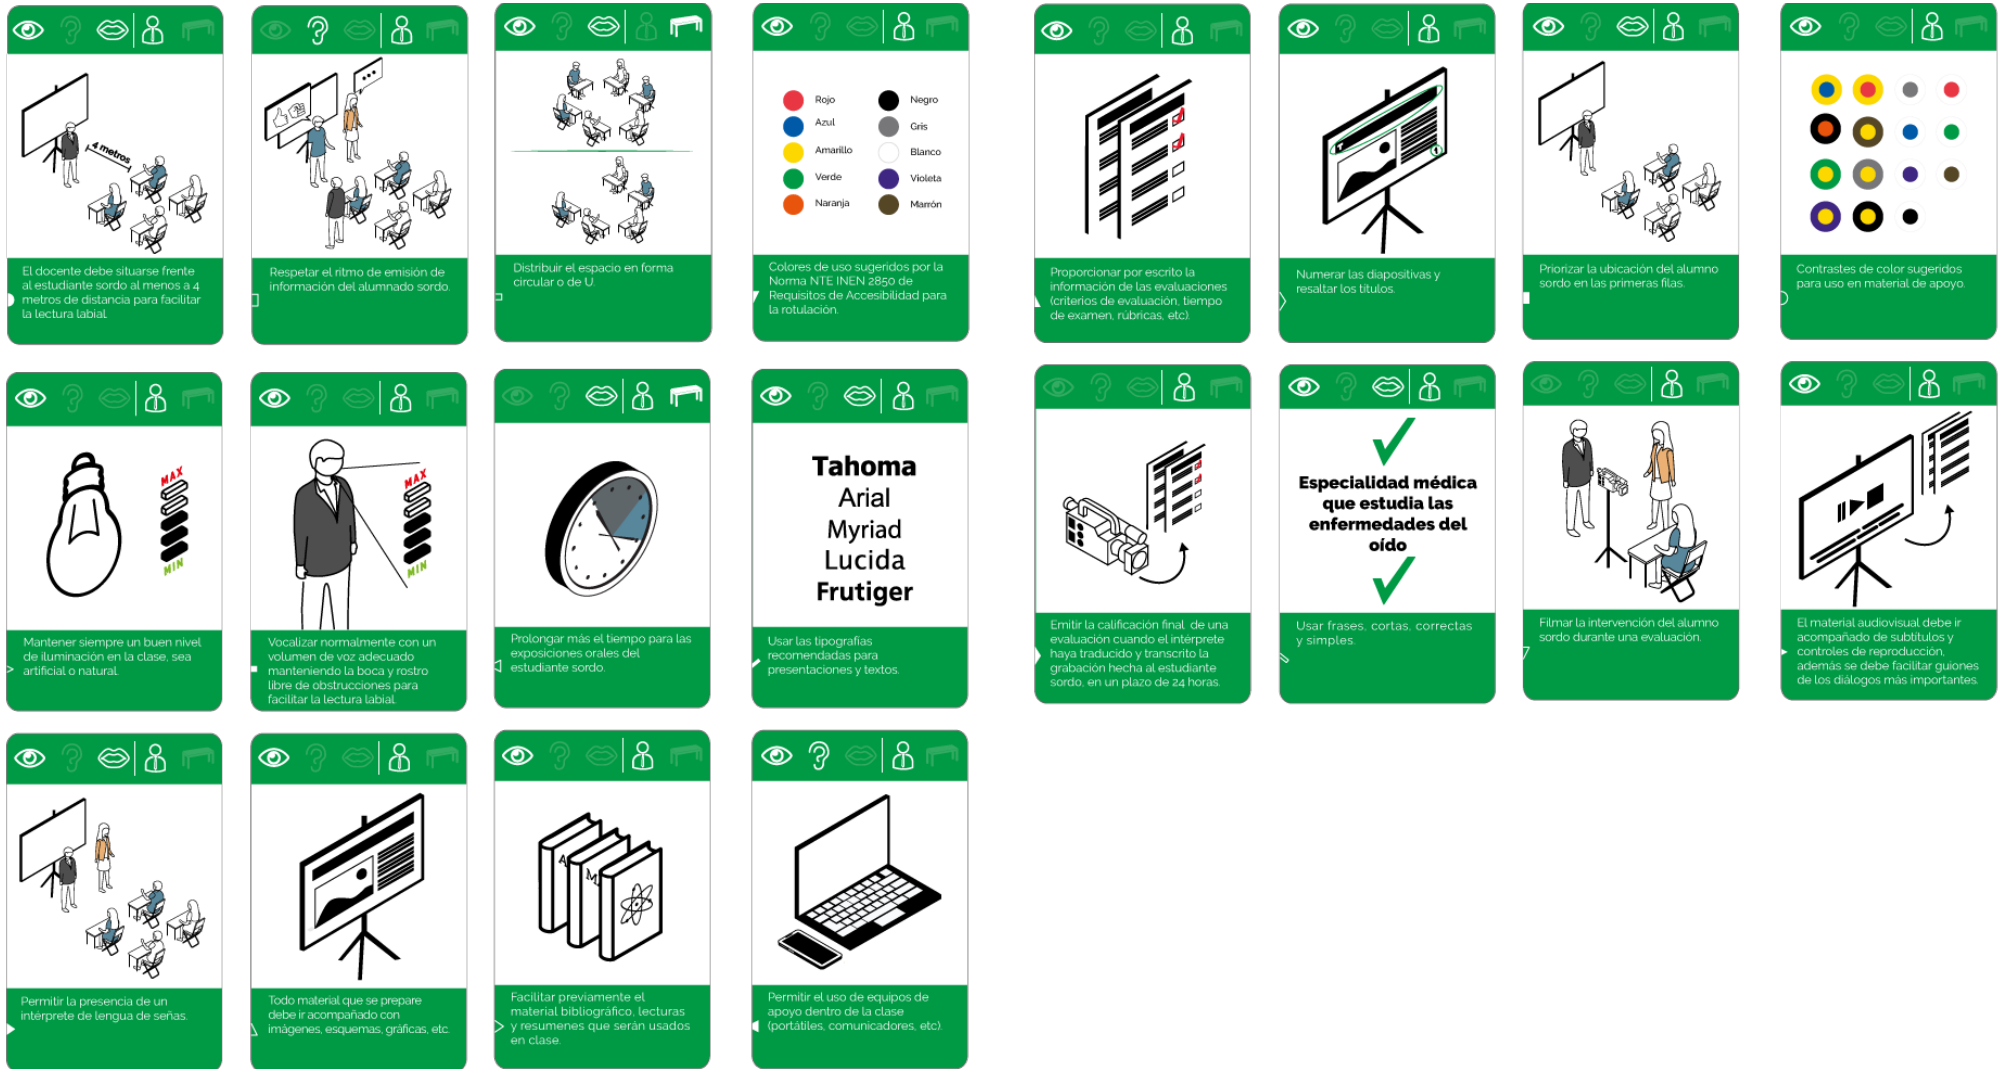 4 metros
El docente debe situarse frente
al estudiante sordo al menos a 4
metros de distancia para facilitar
la lectura labial.
Respetar el ritmo de emisión de
información del alumnado sordo.
Distribuir el espacio en forma
circular o de U.
Rojo
Azul
Amarillo
Verde
Naranja
Negro
Gris
Blanco
Violeta
Marrón
Colores de uso sugeridos por la
Norma NTE INEN 2850 de
Requisitos de Accesibilidad para
la rotulación.
Proporcionar por escrito la
información de las evaluaciones
(criterios de evaluación, tiempo
de examen, rúbricas, etc).
T
1
Numerar las diapositivas y
resaltar los títulos.
Priorizar la ubicación del alumno
sordo en las primeras filas.
Contrastes de color sugeridos
para uso en material de apoyo.
MAX
MIN
Mantener siempre un buen nivel
de iluminación en la clase, sea
artificial o natural.
MAX
MIN
Vocalizar normalmente con un
volumen de voz adecuado
manteniendo la boca y rostro
libre de obstrucciones para
facilitar la lectura labial.
Prolongar más el tiempo para las
exposiciones orales del
estudiante sordo.
Tahoma
Arial
Myriad
Lucida
Frutiger
Usar las tipografías
recomendadas para
presentaciones y textos.
Emitir la calificación final de una
evaluación cuando el intérprete
haya traducido y transcrito la
grabación hecha al estudiante
sordo, en un plazo de 24 horas.
Especialidad médica
que estudia las
enfermedades del
oído
Usar frases, cortas, correctas
y simples.
Filmar la intervención del alumno
sordo durante una evaluación.
El material audiovisual debe ir
acompañado de subtítulos y
controles de reproducción,
además se debe facilitar guiones
de los diálogos más importantes.
Permitir la presencia de un
intérprete de lengua de señas.
Todo material que se prepare
debe ir acompañado con
imágenes, esquemas, gráficas, etc.
A
M
Facilitar previamente el
material bibliográfico, lecturas
y resumenes que serán usados
en clase.
Permitir el uso de equipos de
apoyo dentro de la clase
(portátiles, comunicadores, etc).